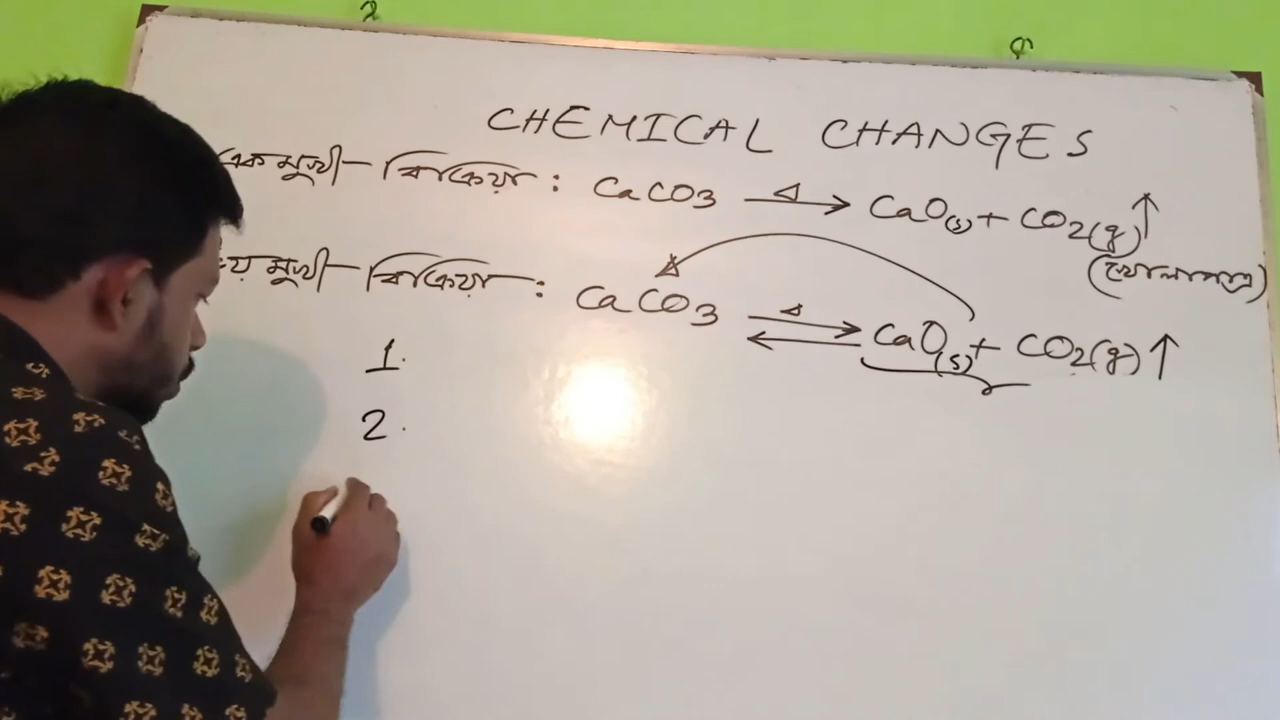 CHEMICAL CHANGES
একমুখী বিক্রিয়া : CaCO3 —Δ→ CaO(s) + CO2(g)↑
(খোলাপাত্র)
মুখী বিক্রিয়া : CaCO3 ⇌Δ CaO(s) + CO2(g)↑
1.
2.